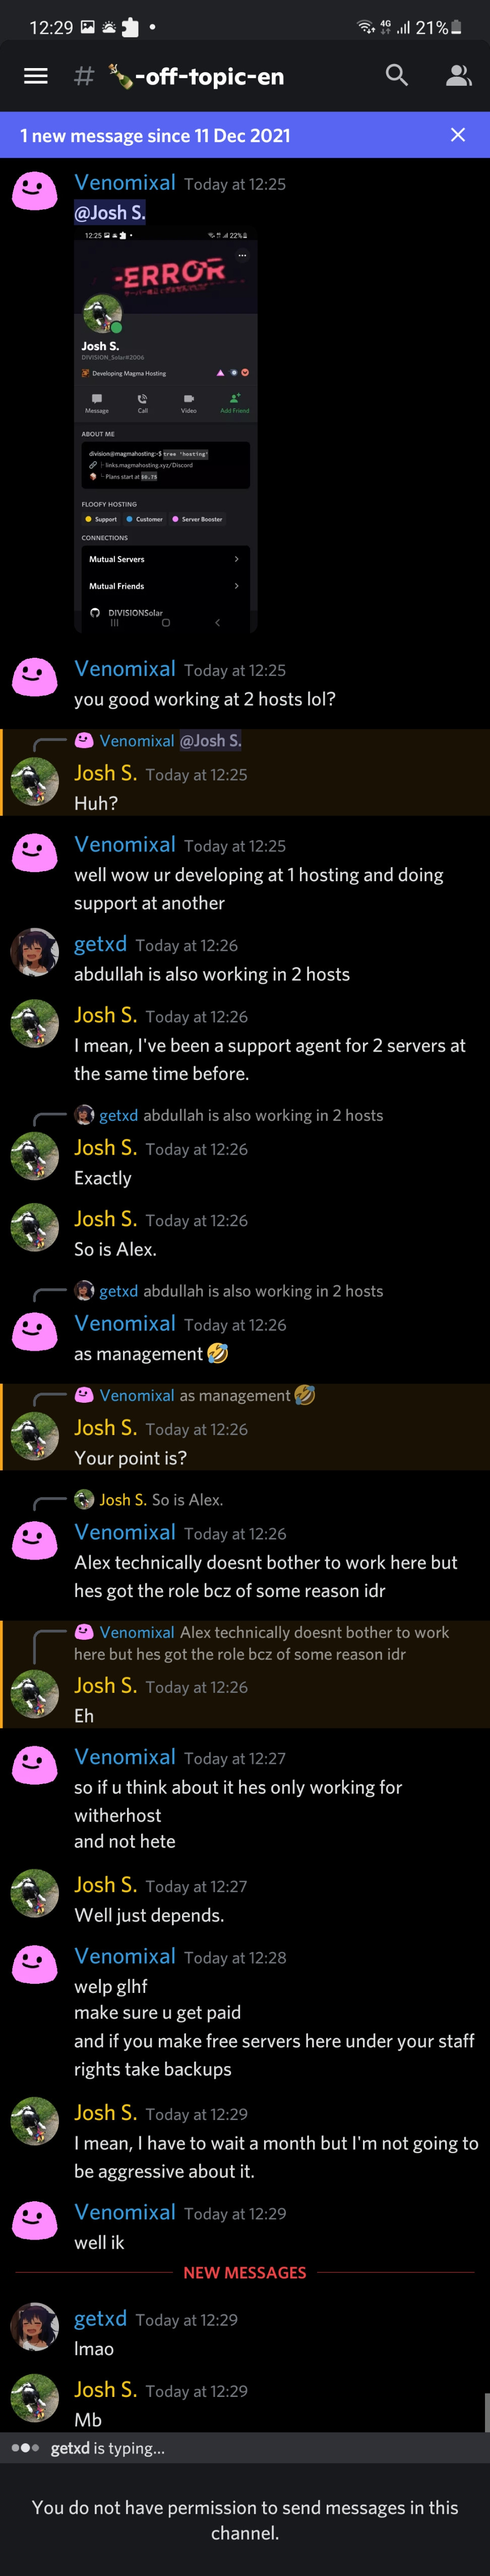 12:29 4G 21%
# -off-topic-en
1 new message since 11 Dec 2021
Venomixal Today at 12:25
@Josh S.
12:25 22%
-ERROR
Josh S.
DIVISION_Solar#2006
Developing Magma Hosting
Message Call Video Add Friend
ABOUT ME
division@magmahosting:~$ tree 'hosting'
links.magmahosting.xyz/Discord
Plans start at $0.75
FLOOFY HOSTING
Support Customer Server Booster
CONNECTIONS
Mutual Servers
Mutual Friends
DIVISIONSolar
Venomixal Today at 12:25
you good working at 2 hosts lol?
Venomixal @Josh S.
Josh S. Today at 12:25
Huh?
Venomixal Today at 12:25
well wow ur developing at 1 hosting and doing
support at another
getxd Today at 12:26
abdullah is also working in 2 hosts
Josh S. Today at 12:26
I mean, I've been a support agent for 2 servers at
the same time before.
getxd abdullah is also working in 2 hosts
Josh S. Today at 12:26
Exactly
Josh S. Today at 12:26
So is Alex.
getxd abdullah is also working in 2 hosts
Venomixal Today at 12:26
as management 🤣
Venomixal as management 🤣
Josh S. Today at 12:26
Your point is?
Josh S. So is Alex.
Venomixal Today at 12:26
Alex technically doesnt bother to work here but
hes got the role bcz of some reason idr
Venomixal Alex technically doesnt bother to work
here but hes got the role bcz of some reason idr
Josh S. Today at 12:26
Eh
Venomixal Today at 12:27
so if u think about it hes only working for
witherhost
and not hete
Josh S. Today at 12:27
Well just depends.
Venomixal Today at 12:28
welp glhf
make sure u get paid
and if you make free servers here under your staff
rights take backups
Josh S. Today at 12:29
I mean, I have to wait a month but I'm not going to
be aggressive about it.
Venomixal Today at 12:29
well ik
NEW MESSAGES
getxd Today at 12:29
lmao
Josh S. Today at 12:29
Mb
getxd is typing...
You do not have permission to send messages in this
channel.